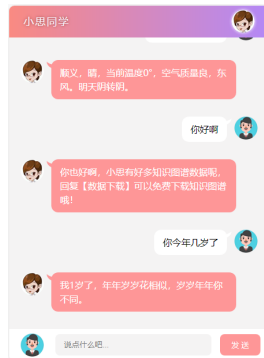 小思同学
顺义，晴，当前温度0°，空气质量良，东
风。明天阴转阴。
你好啊
你也好啊，小思有好多知识图谱数据呢，
回复【数据下载】可以免费下载知识图谱
哦！
你今年几岁了
我1岁了，年年岁岁花相似，岁岁年年你
不同。
说点什么吧...
发送